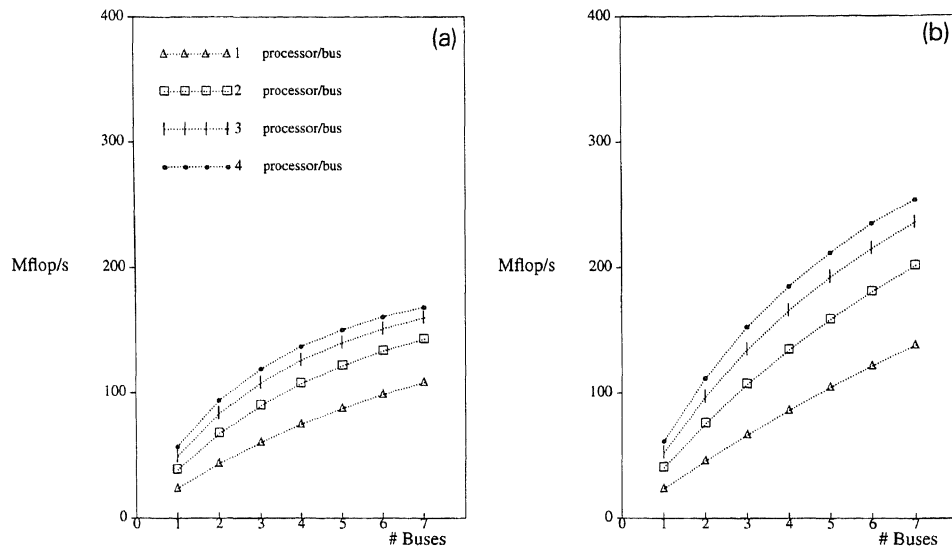 400
(a)
1 processor/bus
2 processor/bus
3 processor/bus
4 processor/bus
300
Mflop/s
200
100
0
0 1 2 3 4 5 6 7
# Buses
400
(b)
300
Mflop/s
200
100
0
0 1 2 3 4 5 6 7
# Buses